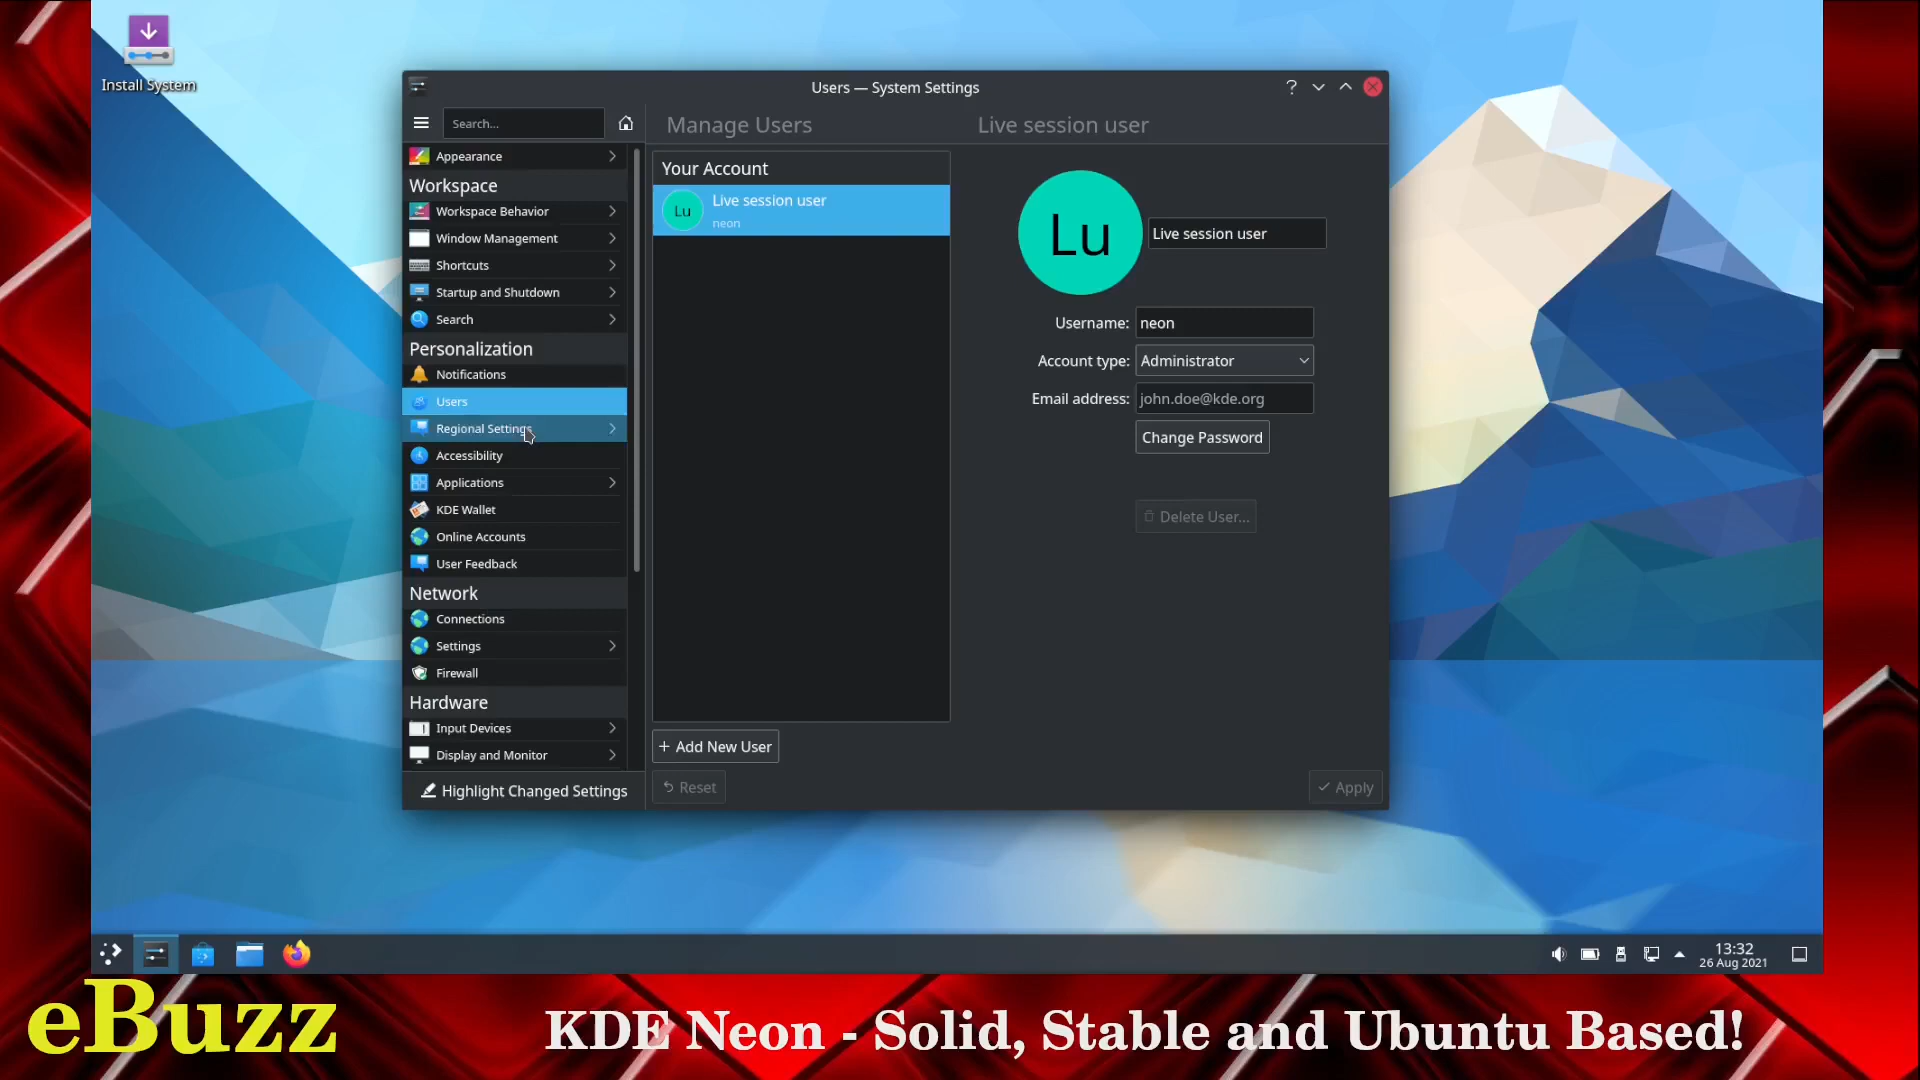 Install System
Users — System Settings
Search...
Manage Users
Live session user
Appearance
Workspace
Workspace Behavior
Window Management
Shortcuts
Startup and Shutdown
Search
Personalization
Notifications
Users
Regional Settings
Accessibility
Applications
KDE Wallet
Online Accounts
User Feedback
Network
Connections
Settings
Firewall
Hardware
Input Devices
Display and Monitor
Highlight Changed Settings
Your Account
Lu
Live session user
neon
+ Add New User
Reset
Lu
Live session user
Username: neon
Account type: Administrator
Email address: john.doe@kde.org
Change Password
Delete User...
Apply
13:32
26 Aug 2021
eBuzz
KDE Neon - Solid, Stable and Ubuntu Based!